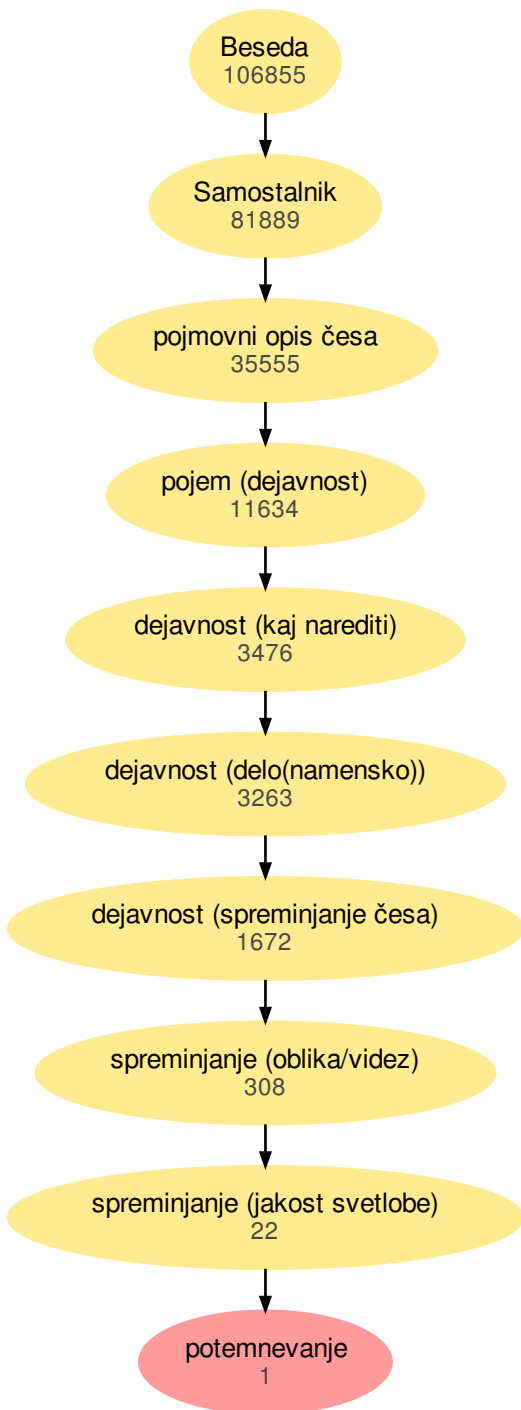 Beseda
106855
Samostalnik
81889
pojmovni opis česa
35555
pojem (dejavnost)
11634
dejavnost (kaj narediti)
3476
dejavnost (delo(namensko))
3263
dejavnost (spreminjanje česa)
1672
spreminjanje (oblika/videz)
308
spreminjanje (jakost svetlobe)
22
potemnevanje
1